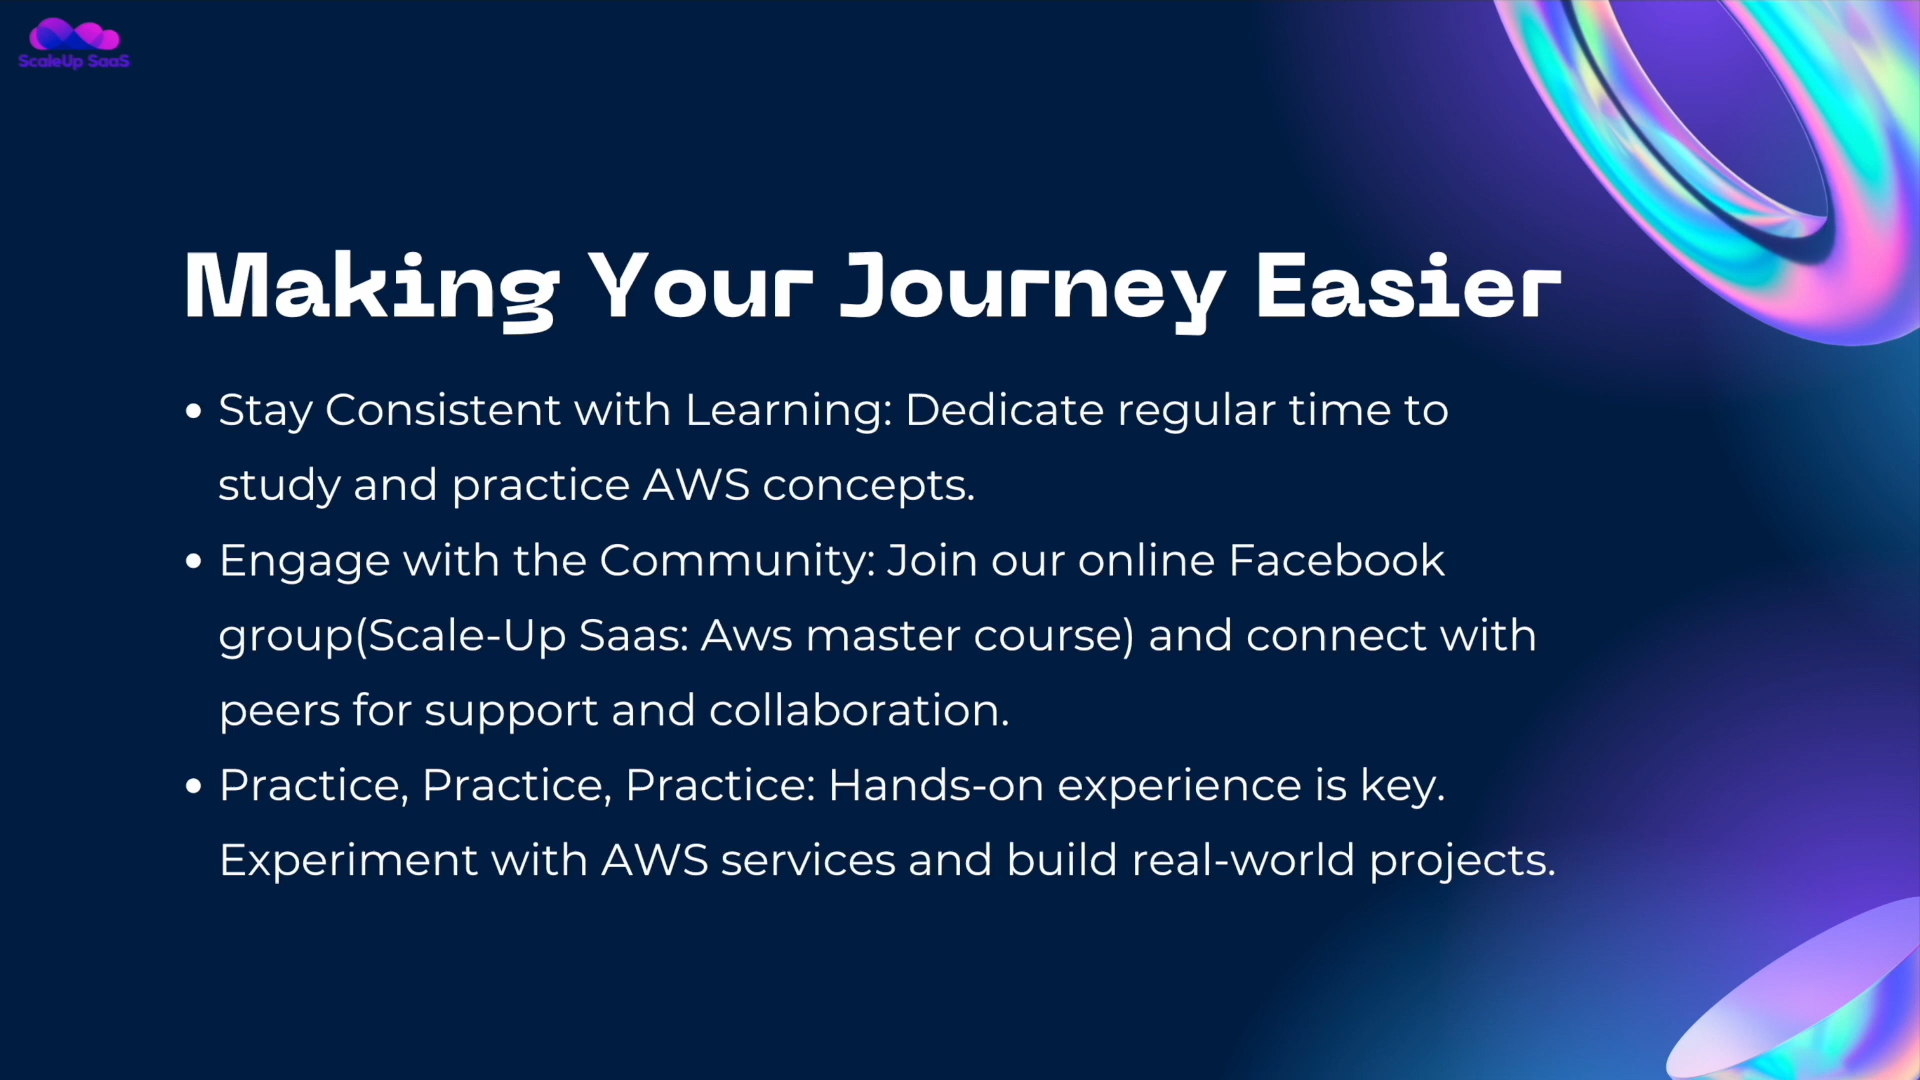 ScaleUp SaaS
Making Your Journey Easier
• Stay Consistent with Learning: Dedicate regular time to
study and practice AWS concepts.
• Engage with the Community: Join our online Facebook
group(Scale-Up Saas: Aws master course) and connect with
peers for support and collaboration.
• Practice, Practice, Practice: Hands-on experience is key.
Experiment with AWS services and build real-world projects.